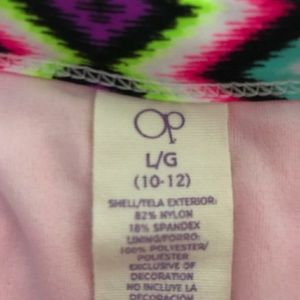 Op
L/G
(10-12)
SHELL/TELA EXTERIOR:
82% NYLON
18% SPANDEX
LINING/FORRO:
100% POLYESTER/
POLIESTER
EXCLUSIVE OF
DECORATION
NO INCLUYE LA
DECORACION